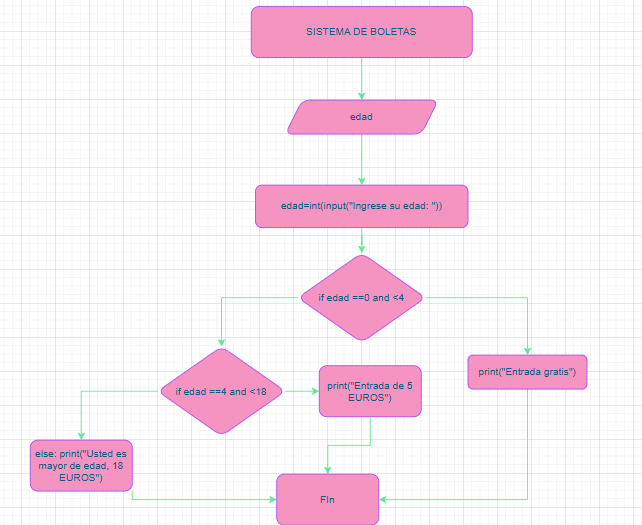 SISTEMA DE BOLETAS
edad
edad=int(input("Ingrese su edad: "))
if edad ==0 and <4
print("Entrada gratis")
if edad ==4 and <18
print("Entrada de 5
EUROS")
else: print("Usted es
mayor de edad, 18
EUROS")
FIn